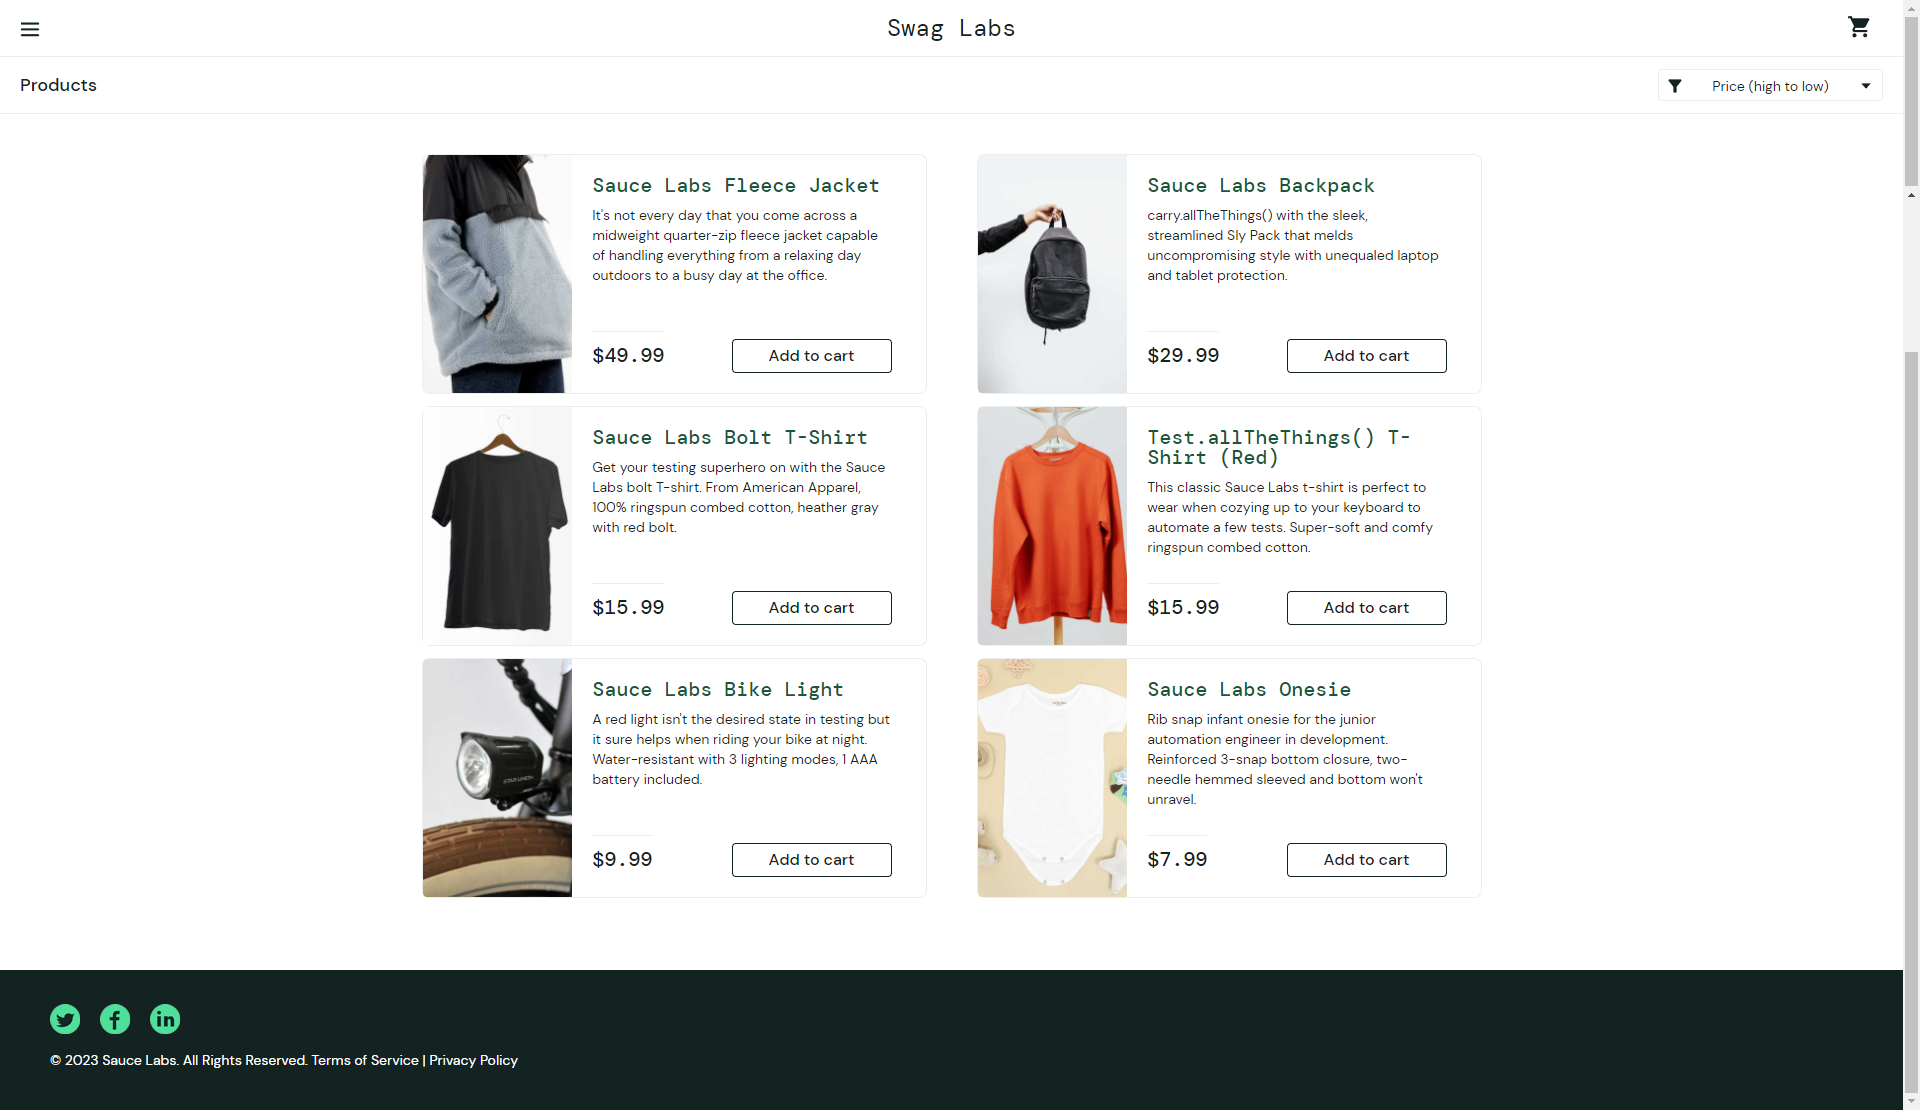 Swag Labs
Products
Price (high to low)
Sauce Labs Fleece Jacket
It's not every day that you come across a
midweight quarter-zip fleece jacket capable
of handling everything from a relaxing day
outdoors to a busy day at the office.
$49.99
Add to cart
Sauce Labs Backpack
carry.allTheThings() with the sleek,
streamlined Sly Pack that melds
uncompromising style with unequaled laptop
and tablet protection.
$29.99
Add to cart
Sauce Labs Bolt T-Shirt
Get your testing superhero on with the Sauce
Labs bolt T-shirt. From American Apparel,
100% ringspun combed cotton, heather gray
with red bolt.
$15.99
Add to cart
Test.allTheThings() T-
Shirt (Red)
This classic Sauce Labs t-shirt is perfect to
wear when cozying up to your keyboard to
automate a few tests. Super-soft and comfy
ringspun combed cotton.
$15.99
Add to cart
Sauce Labs Bike Light
A red light isn't the desired state in testing but
it sure helps when riding your bike at night.
Water-resistant with 3 lighting modes, 1 AAA
battery included.
$9.99
Add to cart
Sauce Labs Onesie
Rib snap infant onesie for the junior
automation engineer in development.
Reinforced 3-snap bottom closure, two-
needle hemmed sleeved and bottom won't
unravel.
$7.99
Add to cart
© 2023 Sauce Labs. All Rights Reserved. Terms of Service | Privacy Policy